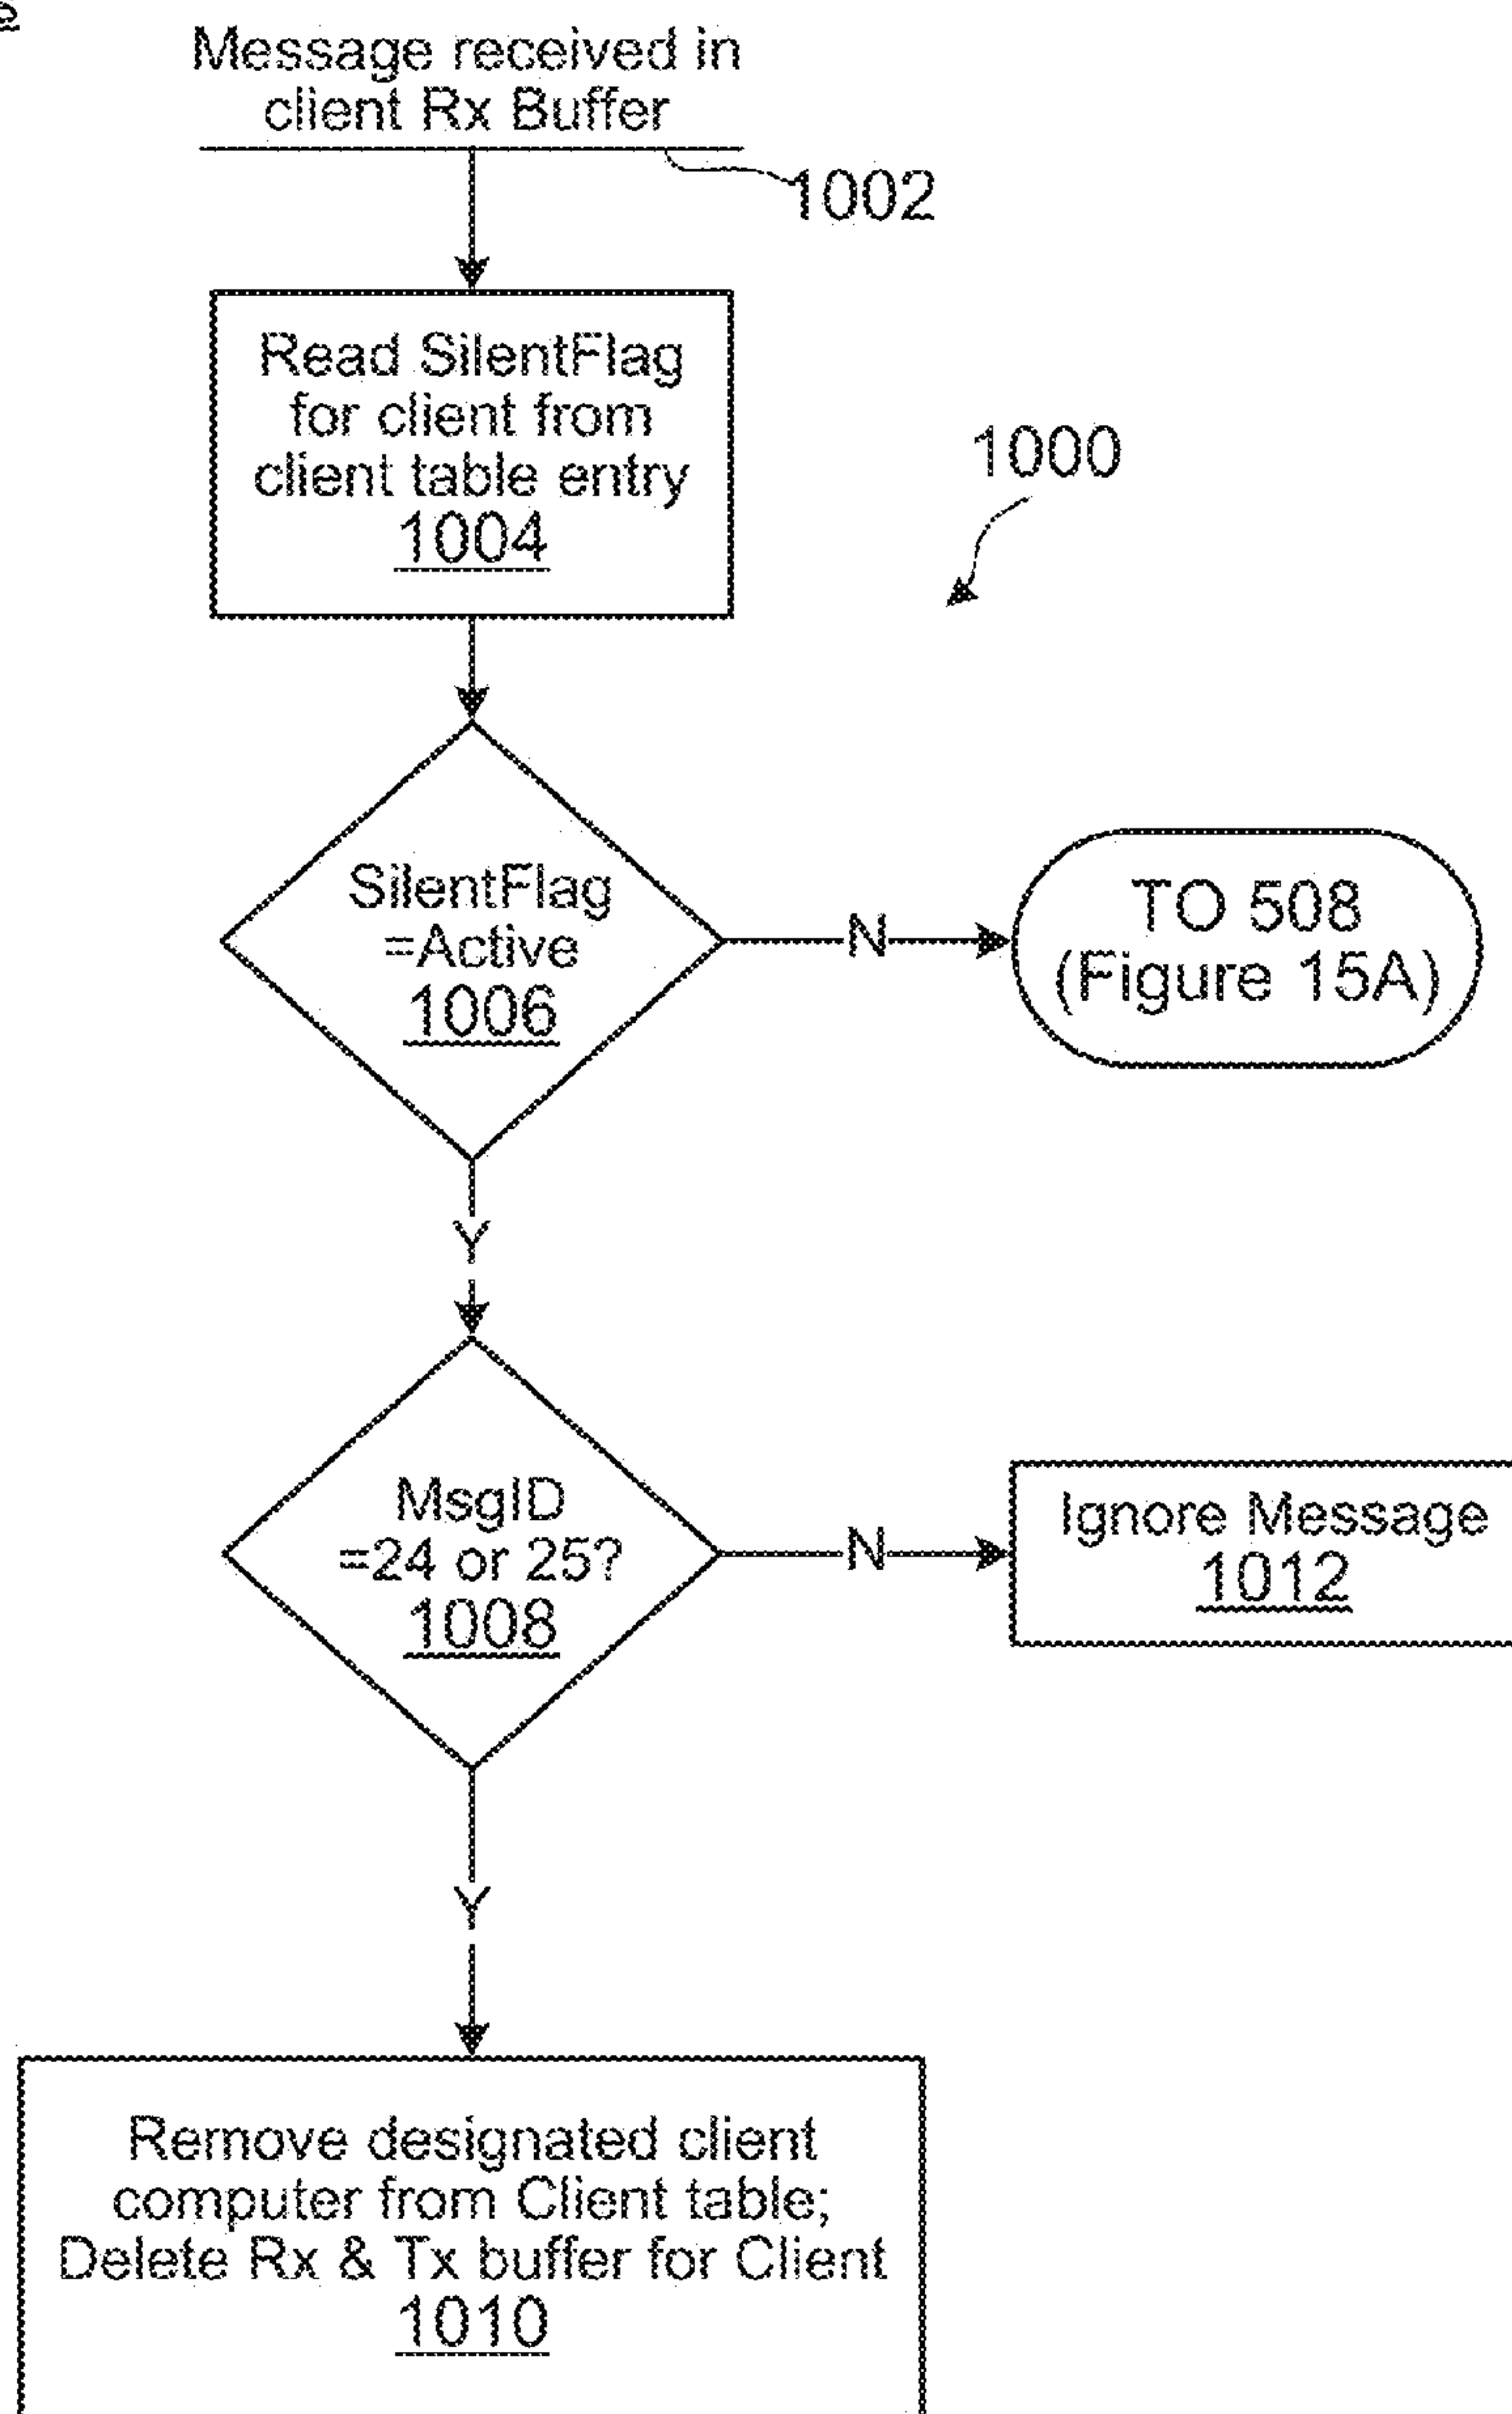 Message received in
client Rx Buffer
1002
Read SilentFlag
for client from
client table entry
1004
1000
SilentFlag
=Active
1006
N
TO 508
(Figure 15A)
Y
MsgID
=24 or 25?
1008
N
Ignore Message
1012
Y
Remove designated client
computer from Client table;
Delete Rx & Tx buffer for Client
1010